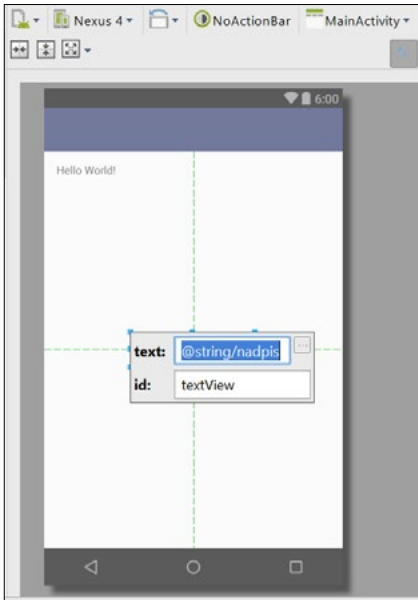 Nexus 4
NoActionBar
MainActivity
6:00
Hello World!
text: @string/nadpis ...
id: textView